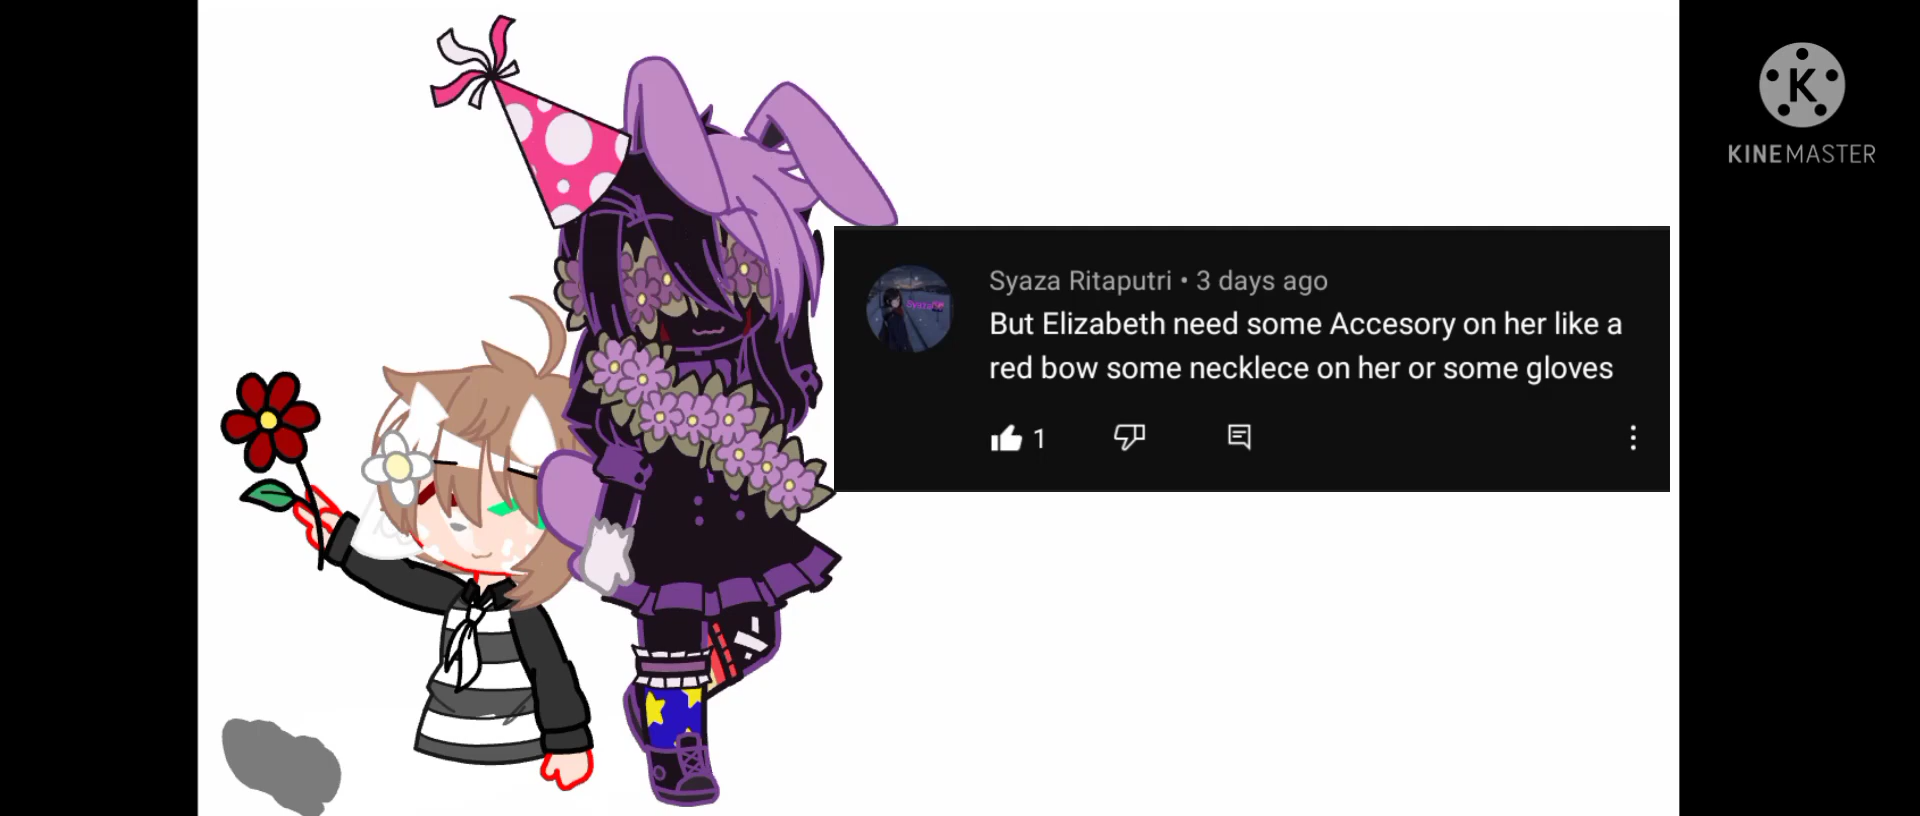 K
KINEMASTER
Syaza Ritaputri • 3 days ago
But Elizabeth need some Accesory on her like a
red bow some necklece on her or some gloves
1